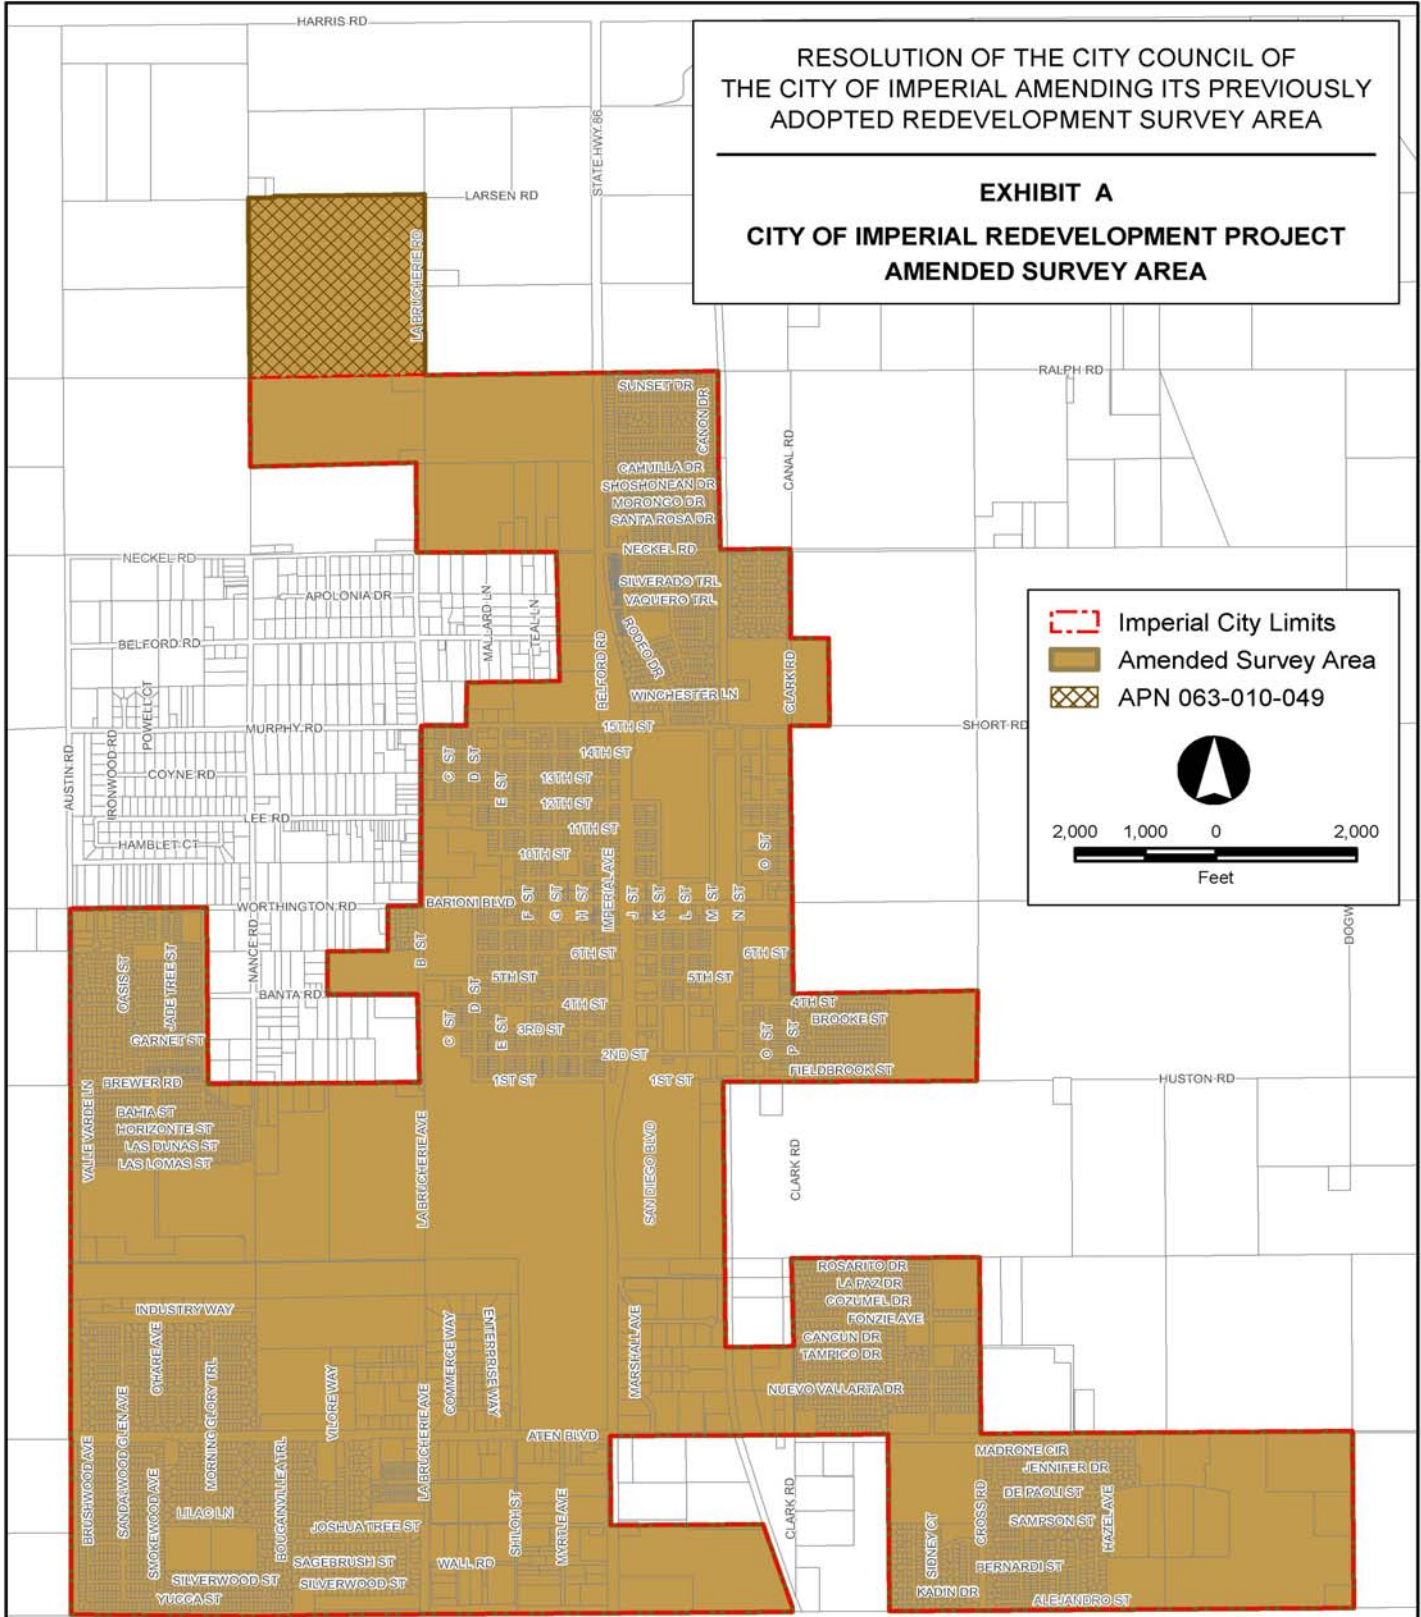 HARRIS RD
RESOLUTION OF THE CITY COUNCIL OF
THE CITY OF IMPERIAL AMENDING ITS PREVIOUSLY
ADOPTED REDEVELOPMENT SURVEY AREA
EXHIBIT A
CITY OF IMPERIAL REDEVELOPMENT PROJECT
AMENDED SURVEY AREA
STATE HWY 86
LARSEN RD
LA BRUCHERIE RD
RALPH RD
SUNSET DR
CANON DR
CANAL RD
CAHUILLA DR
SHOSHONEAN DR
MORONGO DR
SANTA ROSA DR
NECKEL RD
NECKEL RD
SILVERADO TRL
VAQUERO TRL
APOLONIA DR
MALLARD LN
TEAL LN
BELFORD RD
BELFORD RD
RODEO DR
CLARK RD
WINCHESTER LN
POWELL CT
MURPHY RD
15TH ST
SHORT RD
Imperial City Limits
Amended Survey Area
APN 063-010-049
2,000 1,000 0 2,000
Feet
AUSTIN RD
IRONWOOD RD
COYNE RD
LEE RD
HAMBLET CT
C ST
D ST
E ST
14TH ST
13TH ST
12TH ST
11TH ST
10TH ST
IMPERIAL AVE
O ST
WORTHINGTON RD
BARIONI BLVD
F ST
G ST
H ST
J ST
K ST
L ST
M ST
N ST
DOGW
NANCE RD
B ST
6TH ST
6TH ST
OASIS ST
JADE TREE ST
BANTA RD
5TH ST
5TH ST
D ST
4TH ST
4TH ST
BROOKE ST
GARNET ST
C ST
E ST
3RD ST
O ST
P ST
2ND ST
FIELDBROOK ST
BREWER RD
1ST ST
1ST ST
HUSTON RD
VALLE VARDE LN
BAHIA ST
HORIZONTE ST
LAS DUNAS ST
LAS LOMAS ST
LA BRUCHERIE AVE
SAN DIEGO BLVD
CLARK RD
ROSARITO DR
LA PAZ DR
COZUMEL DR
FONZIE AVE
CANCUN DR
TAMPICO DR
NUEVO VALLARTA DR
INDUSTRY WAY
O'HARE AVE
MORNING GLORY TRL
VILORE WAY
COMMERCE WAY
ENTERPRISE WAY
MARSHALL AVE
SANDALWOOD GLEN AVE
LA BRUCHERIE AVE
ATEN BLVD
BRUSHWOOD AVE
SMOKEWOOD AVE
BOUGAINVILLEA TRL
LILAC LN
JOSHUA TREE ST
SHILOH ST
MYRTLE AVE
CLARK RD
MADRONE CIR
JENNIFER DR
DE PAOLI ST
CROSS RD
SAMPSON ST
HAZEL AVE
SIDNEY CT
BERNARDI ST
KADIN DR
ALEJANDRO ST
SAGEBRUSH ST
WALL RD
SILVERWOOD ST
SILVERWOOD ST
YUCCA ST